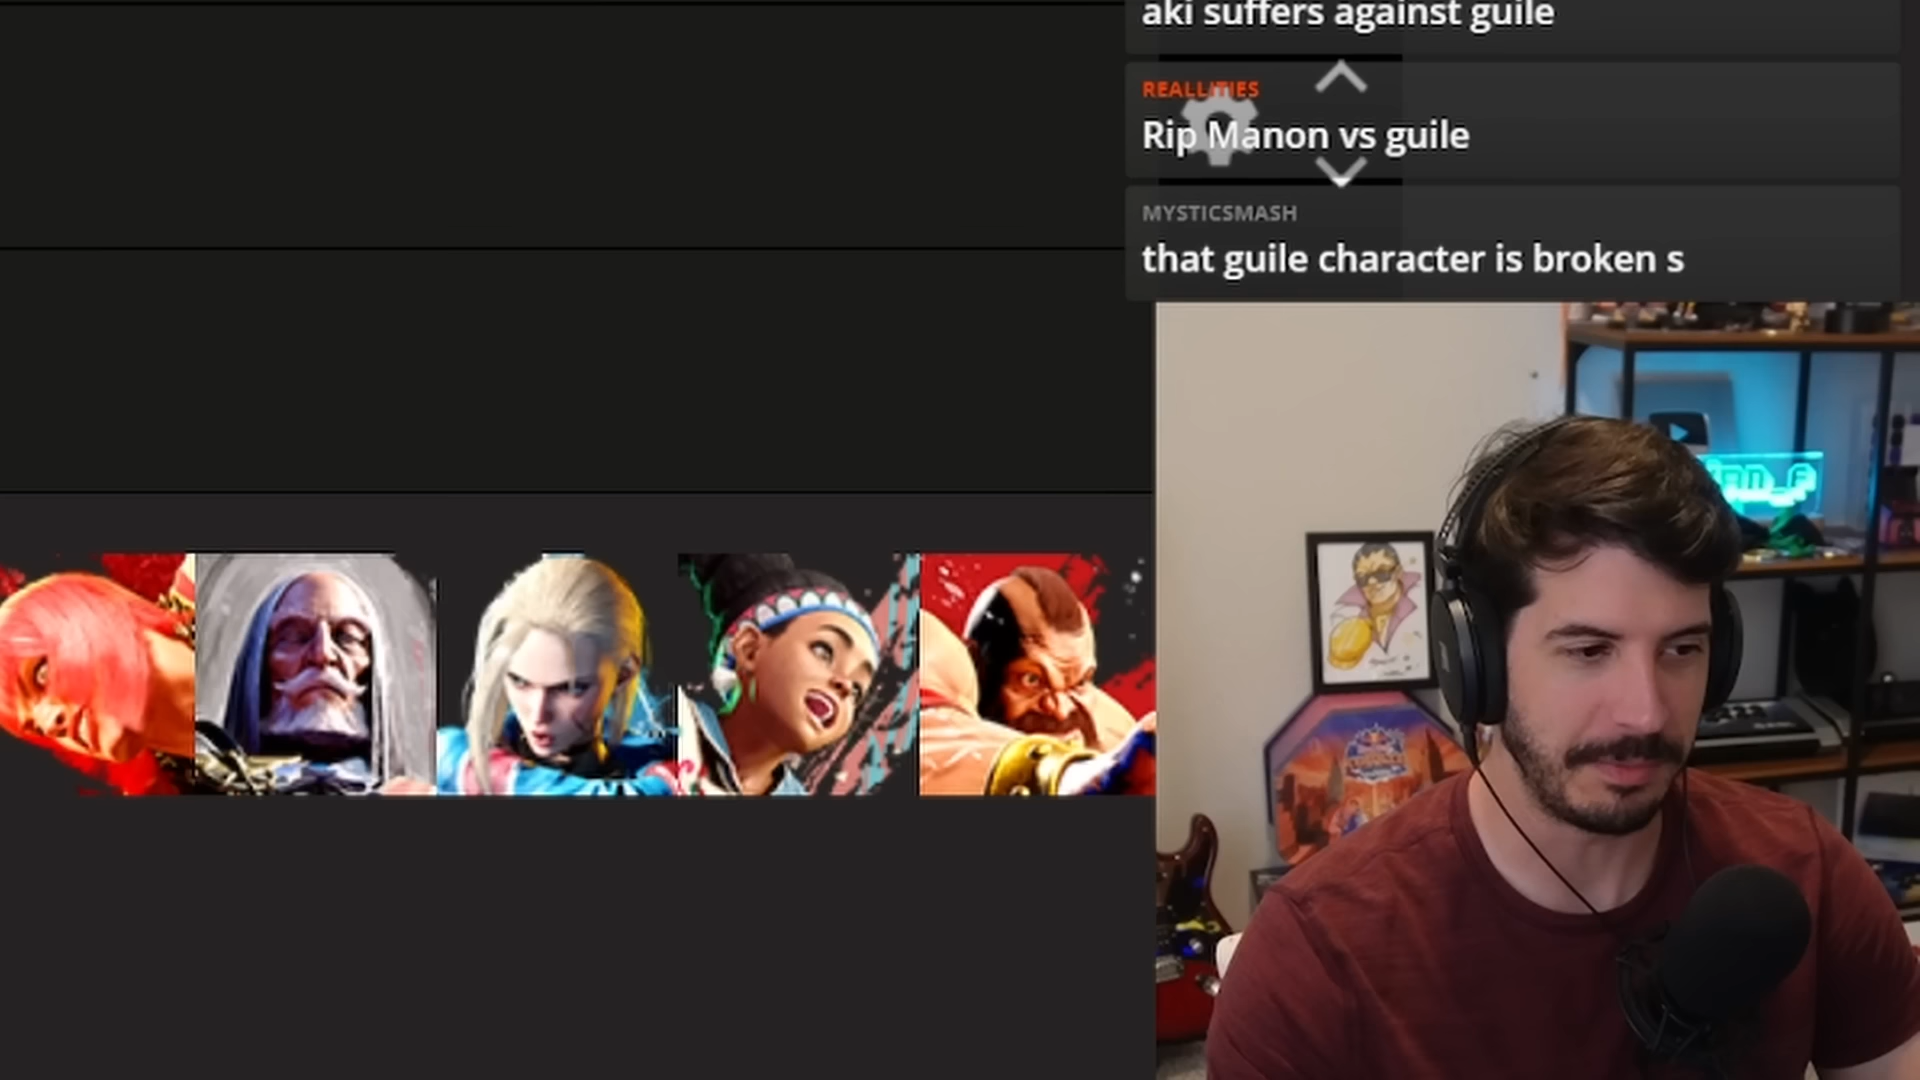 aki suffers against guile
REALLITIES
Rip Manon vs guile
MYSTICSMASH
that guile character is broken s